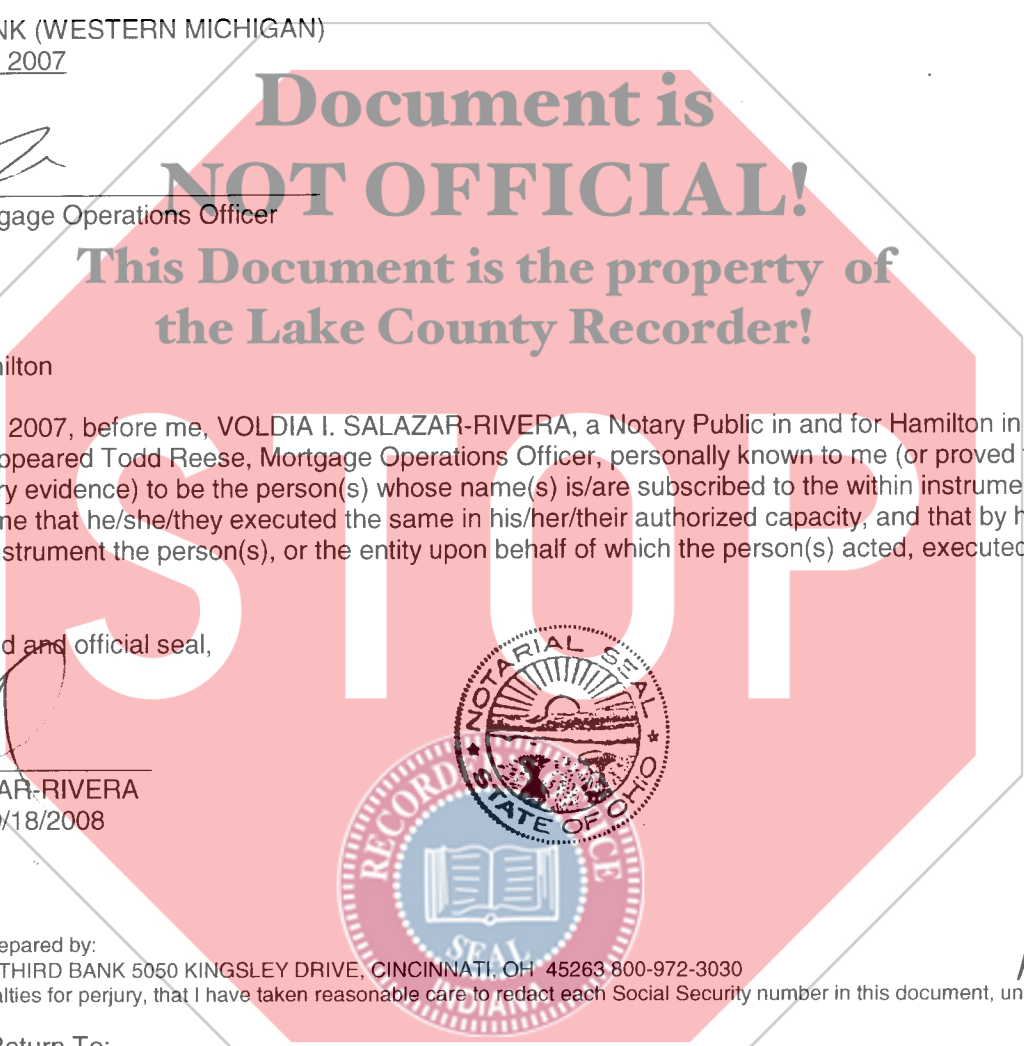 NK (WESTERN MICHIGAN)
2007
Document is
NOT OFFICIAL!
gage Operations Officer
This Document is the property of
the Lake County Recorder!
ilton
2007, before me, VOLDIA I. SALAZAR-RIVERA, a Notary Public in and for Hamilton in
ppeared Todd Reese, Mortgage Operations Officer, personally known to me (or proved
ry evidence) to be the person(s) whose name(s) is/are subscribed to the within instrume
me that he/she/they executed the same in his/her/their authorized capacity, and that by h
strument the person(s), or the entity upon behalf of which the person(s) acted, executed
STOP
d and official seal,
NOTARIAL SEAL
STATE OF OHIO
AR-RIVERA
/18/2008
SEAL
INDIANA
epared by:
THIRD BANK 5050 KINGSLEY DRIVE, CINCINNATI, OH 45263 800-972-3030
alties for perjury, that I have taken reasonable care to redact each Social Security number in this document, un
Return To: